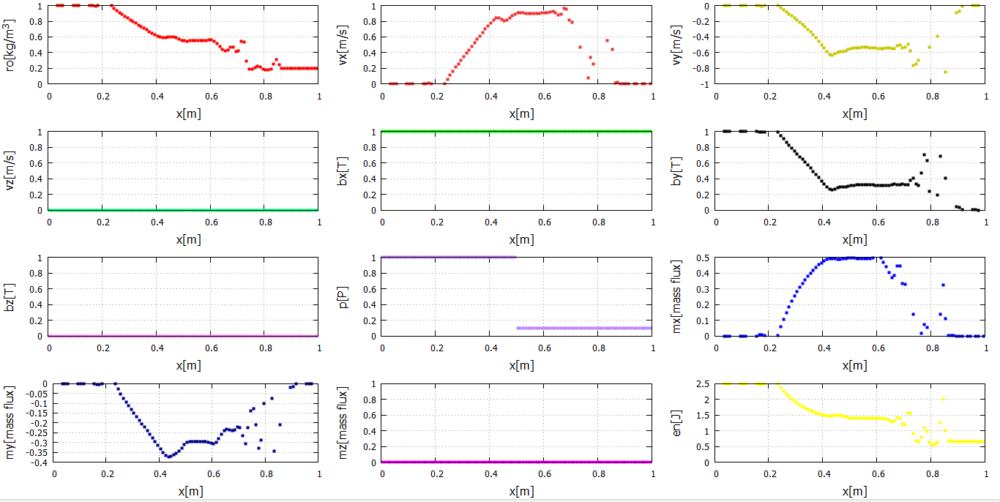 ro[kg/m³]
1
0.8
0.6
0.4
0.2
0
0 0.2 0.4 0.6 0.8 1
x[m]
vx[m/s]
1
0.8
0.6
0.4
0.2
0
0 0.2 0.4 0.6 0.8 1
x[m]
vy[m/s]
0
-0.2
-0.4
-0.6
-0.8
-1
0 0.2 0.4 0.6 0.8 1
x[m]
vz[m/s]
1
0.8
0.6
0.4
0.2
0
0 0.2 0.4 0.6 0.8 1
x[m]
bx[T]
1
0.8
0.6
0.4
0.2
0
0 0.2 0.4 0.6 0.8 1
x[m]
by[T]
1
0.8
0.6
0.4
0.2
0
0 0.2 0.4 0.6 0.8 1
x[m]
bz[T]
1
0.8
0.6
0.4
0.2
0
0 0.2 0.4 0.6 0.8 1
x[m]
p[P]
1
0.8
0.6
0.4
0.2
0
0 0.2 0.4 0.6 0.8 1
x[m]
mx[mass flux]
0.5
0.4
0.3
0.2
0.1
0
0 0.2 0.4 0.6 0.8 1
x[m]
my[mass flux]
0
-0.05
-0.1
-0.15
-0.2
-0.25
-0.3
-0.35
-0.4
0 0.2 0.4 0.6 0.8 1
x[m]
mz[mass flux]
1
0.8
0.6
0.4
0.2
0
0 0.2 0.4 0.6 0.8 1
x[m]
en[J]
2.5
2
1.5
1
0.5
0
0 0.2 0.4 0.6 0.8 1
x[m]